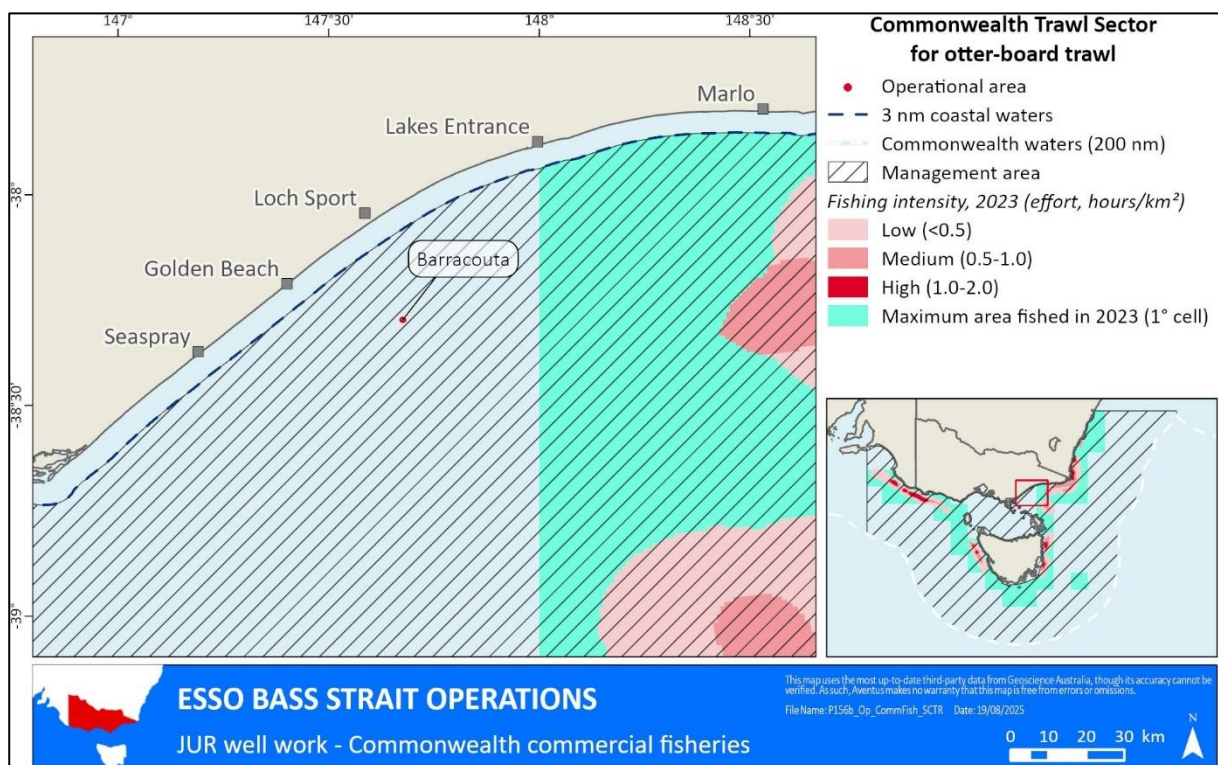 147°
147°30'
148°
148°30'
-38°
-38°30'
-39°
Marlo
Lakes Entrance
Loch Sport
Barracouta
Golden Beach
Seaspray
Commonwealth Trawl Sector
for otter-board trawl
Operational area
3 nm coastal waters
Commonwealth waters (200 nm)
Management area
Fishing intensity, 2023 (effort, hours/km²)
Low (<0.5)
Medium (0.5-1.0)
High (1.0-2.0)
Maximum area fished in 2023 (1° cell)
ESSO BASS STRAIT OPERATIONS
JUR well work - Commonwealth commercial fisheries
This map uses the most up-to-date third-party data from Geoscience Australia, though its accuracy cannot be
verified. As such, Aventus makes no warranty that this map is free from errors or omissions.
File Name: P156b_Op_CommFish_SCTR Date: 19/08/2025
0 10 20 30 km
N